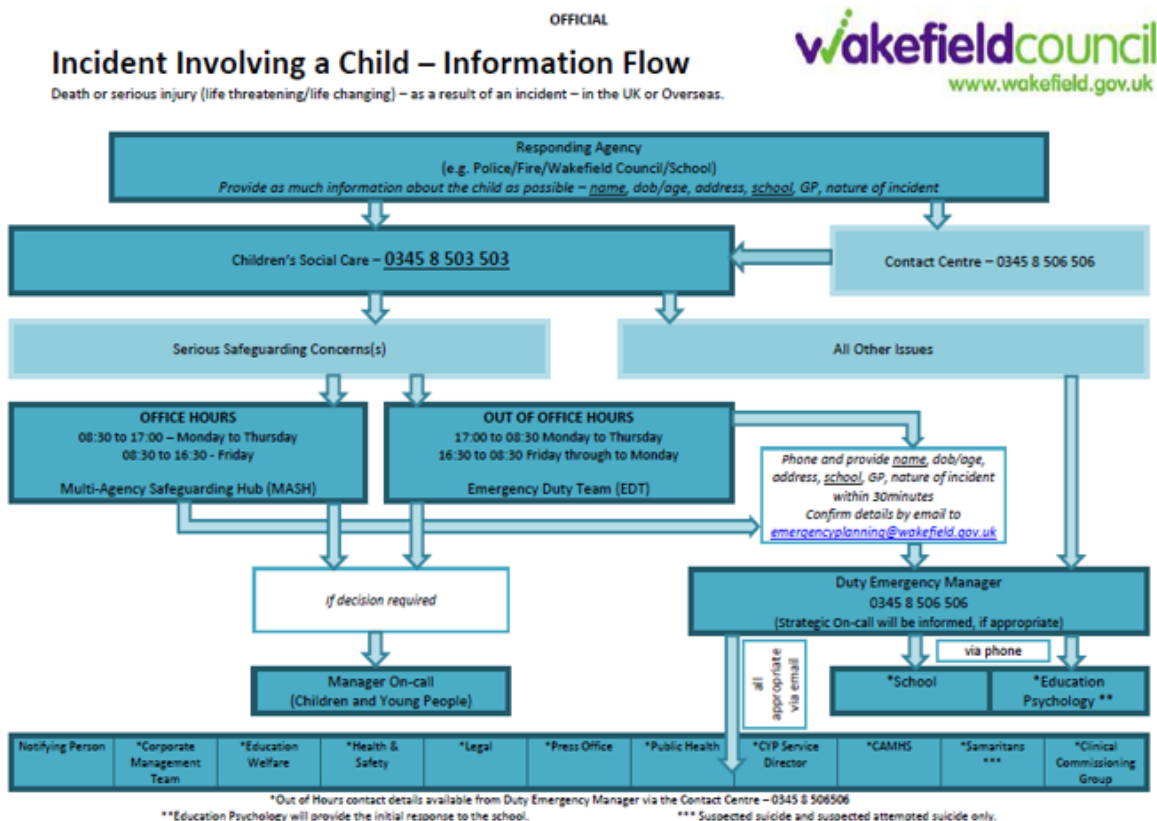 OFFICIAL
wakefieldcouncil
www.wakefield.gov.uk
Incident Involving a Child – Information Flow
Death or serious injury (life threatening/life changing) – as a result of an incident – in the UK or Overseas.
Responding Agency
(e.g. Police/Fire/Wakefield Council/School)
Provide as much information about the child as possible – name, dob/age, address, school, GP, nature of incident
Children's Social Care – 0345 8 503 503
Contact Centre – 0345 8 506 506
Serious Safeguarding Concerns(s)
All Other Issues
OFFICE HOURS
08:30 to 17:00 – Monday to Thursday
08:30 to 16:30 - Friday
Multi-Agency Safeguarding Hub (MASH)
OUT OF OFFICE HOURS
17:00 to 08:30 Monday to Thursday
16:30 to 08:30 Friday through to Monday
Emergency Duty Team (EDT)
Phone and provide name, dob/age,
address, school, GP, nature of incident
within 30minutes
Confirm details by email to
emergencyplanning@wakefield.gov.uk
If decision required
Duty Emergency Manager
0345 8 506 506
(Strategic On-call will be informed, if appropriate)
Manager On-call
(Children and Young People)
all
appropriate
via email
via phone
*School
*Education
Psychology **
Notifying Person
*Corporate
Management
Team
*Education
Welfare
*Health &
Safety
*Legal
*Press Office
*Public Health
*CYP Service
Director
*CAMHS
*Samaritans
***
*Clinical
Commissioning
Group
*Out of Hours contact details available from Duty Emergency Manager via the Contact Centre – 0345 8 506506
**Education Psychology will provide the initial response to the school.
*** Suspected suicide and suspected attempted suicide only.